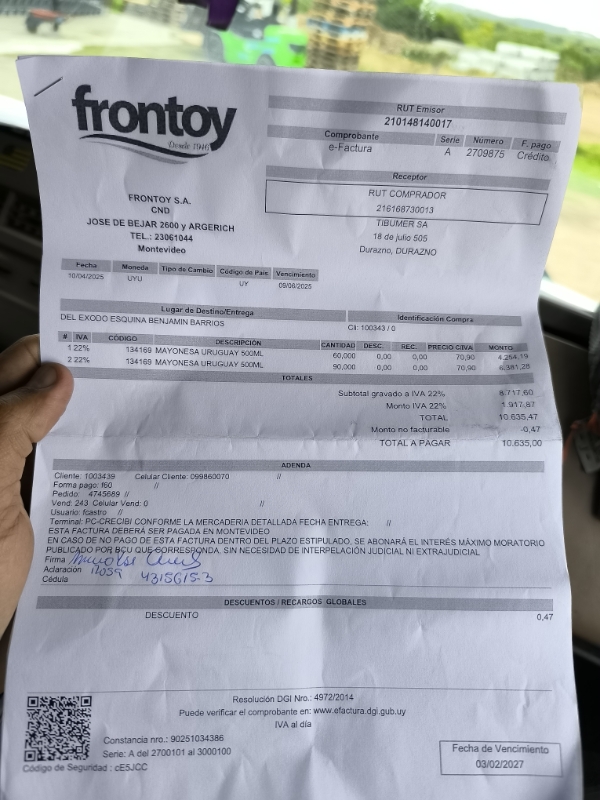 frontoy
Desde 1946
RUT Emisor
210148140017
Comprobante Serie Numero F. pago
e-Factura A 2709875 Crédito
Receptor
RUT COMPRADOR
216168730013
TIBUMER SA
18 de julio 505
Durazno, DURAZNO
FRONTOY S.A.
CND
JOSE DE BEJAR 2600 y ARGERICH
TEL.: 23061044
Montevideo
Fecha Moneda Tipo de Cambio Código de País Vencimiento
10/04/2025 UYU UY 09/06/2025
Lugar de Destino/Entrega Identificación Compra
DEL EXODO ESQUINA BENJAMIN BARRIOS CI: 100343 / 0
# IVA CÓDIGO DESCRIPCIÓN CANTIDAD DESC. REC. PRECIO C/IVA MONTO
1 22% 134169 MAYONESA URUGUAY 500ML 60,000 0,00 0,00 70,90 4.254,19
2 22% 134169 MAYONESA URUGUAY 500ML 90,000 0,00 0,00 70,90 6.381,28
TOTALES
Subtotal gravado a IVA 22% 8.717,60
Monto IVA 22% 1.917,87
TOTAL 10.635,47
Monto no facturable -0,47
TOTAL A PAGAR 10.635,00
ADENDA
Cliente: 1003439 Celular Cliente: 099860070 //
Forma pago: f60 //
Pedido: 4745689 //
Vend: 243 Celular Vend: 0 //
Usuario: fcastro //
Terminal: PC-CRECIBI CONFORME LA MERCADERIA DETALLADA FECHA ENTREGA: //
ESTA FACTURA DEBERÁ SER PAGADA EN MONTEVIDEO
EN CASO DE NO PAGO DE ESTA FACTURA DENTRO DEL PLAZO ESTIPULADO, SE ABONARÁ EL INTERÉS MÁXIMO MORATORIO
PUBLICADO POR BCU QUE CORRESPONDA, SIN NECESIDAD DE INTERPELACIÓN JUDICIAL NI EXTRAJUDICIAL
Firma
Aclaración
Cédula 4315615-3
DESCUENTOS / RECARGOS GLOBALES
DESCUENTO 0,47
Resolución DGI Nro.: 4972/2014
Puede verificar el comprobante en: www.efactura.dgi.gub.uy
IVA al día
Constancia nro.: 90251034386
Serie: A del 2700101 al 3000100
Código de Seguridad : cE5JCC
Fecha de Vencimiento
03/02/2027